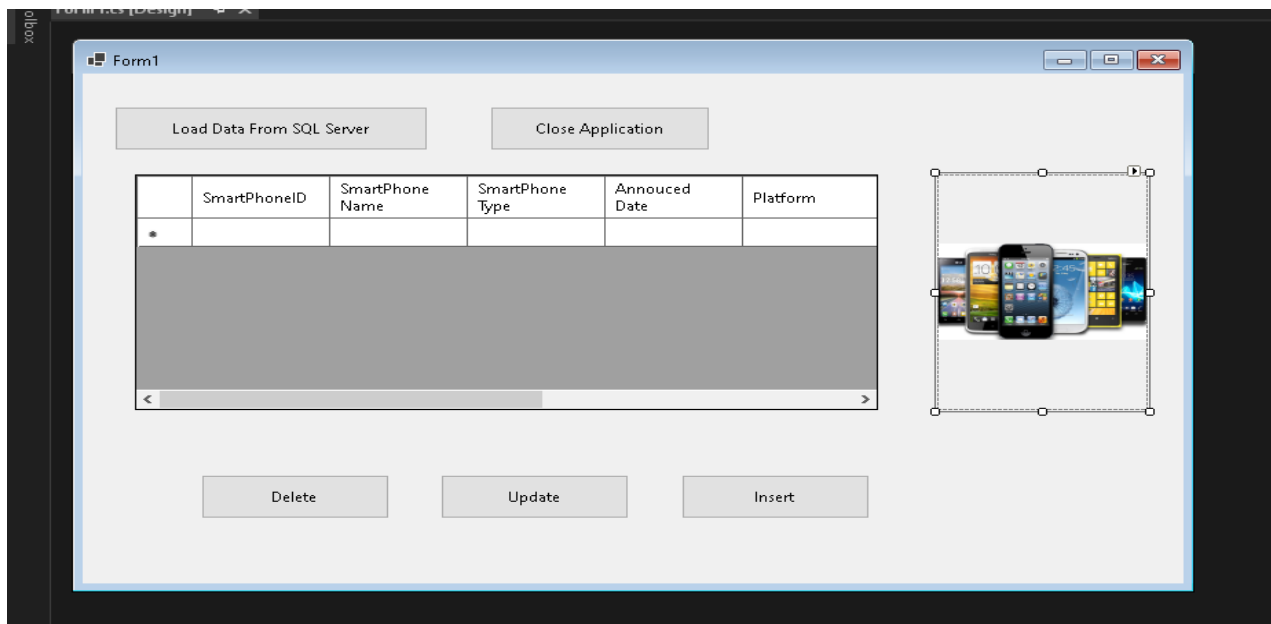 olbox
Form1.cs [Design]
Form1
Load Data From SQL Server
Close Application
SmartPhoneID
SmartPhone
Name
SmartPhone
Type
Annouced
Date
Platform
Delete
Update
Insert